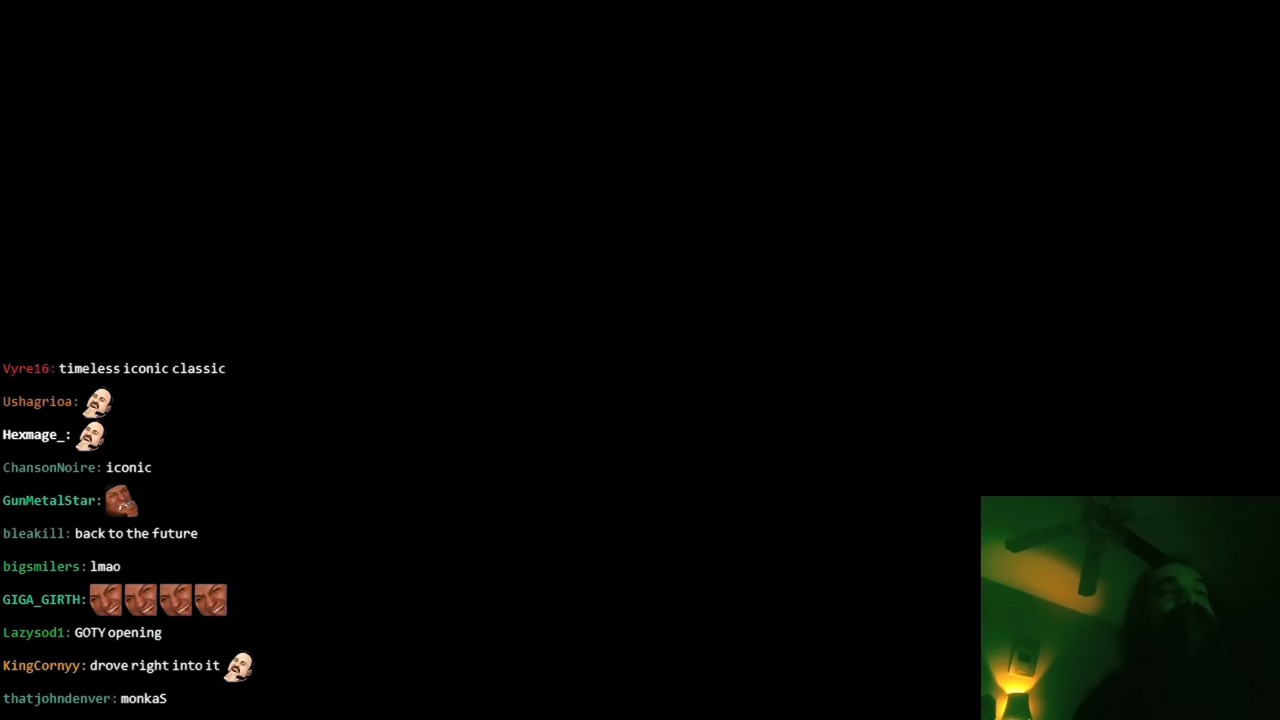 Vyre16: timeless iconic classic
Ushagrioa:
Hexmage_:
ChansonNoire: iconic
GunMetalStar:
bleakill: back to the future
bigsmilers: lmao
GIGA_GIRTH:
Lazysod1: GOTY opening
KingCornyy: drove right into it
thatjohndenver: monkaS